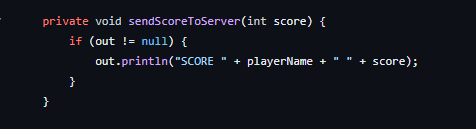 private void sendScoreToServer(int score) {
    if (out != null) {
        out.println("SCORE " + playerName + " " + score);
    }
}